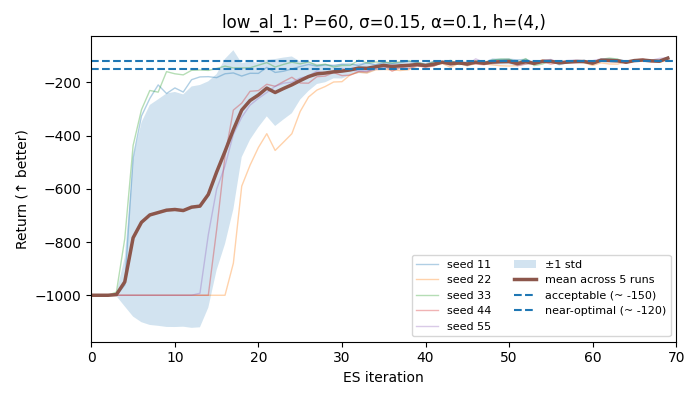 low_al_1: P=60, σ=0.15, α=0.1, h=(4,)
Return (↑ better)
−200
−400
−600
−800
−1000
seed 11
seed 22
seed 33
seed 44
seed 55
±1 std
mean across 5 runs
acceptable (~ -150)
near-optimal (~ -120)
0 10 20 30 40 50 60 70
ES iteration